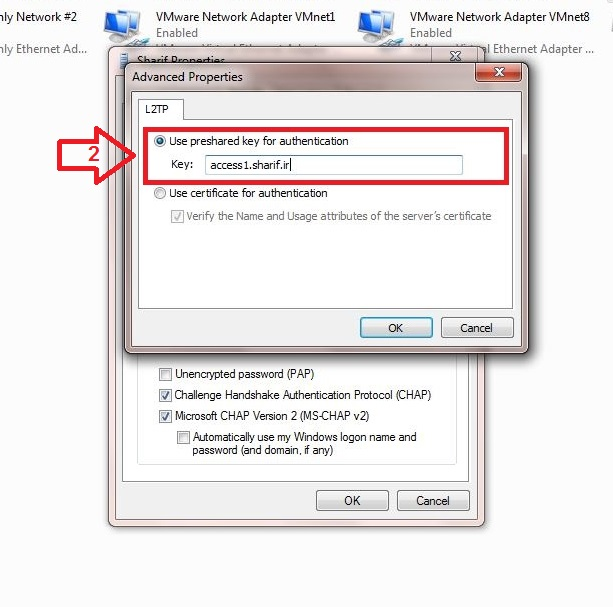 nly Network #2
VMware Network Adapter VMnet1
VMware Network Adapter VMnet8
Enabled
Enabled
nly Ethernet Ad...
l Ethernet Adapter ...
Sharif Properties
Advanced Properties
L2TP
Use preshared key for authentication
2
Key: access1.sharif.ir
Use certificate for authentication
Verify the Name and Usage attributes of the server's certificate
OK Cancel
Unencrypted password (PAP)
Challenge Handshake Authentication Protocol (CHAP)
Microsoft CHAP Version 2 (MS-CHAP v2)
Automatically use my Windows logon name and
password (and domain, if any)
OK Cancel